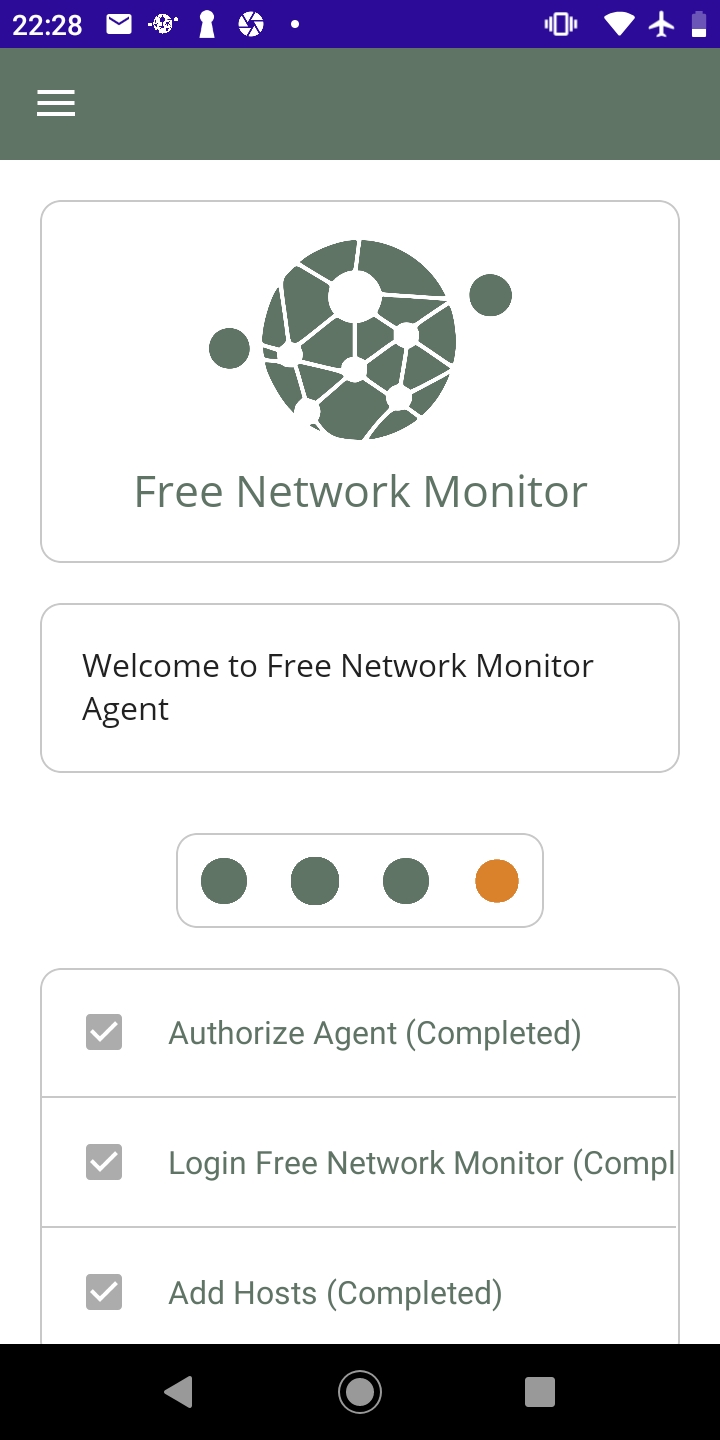 22:28
Free Network Monitor
Welcome to Free Network Monitor
Agent
Authorize Agent (Completed)
Login Free Network Monitor (Compl
Add Hosts (Completed)